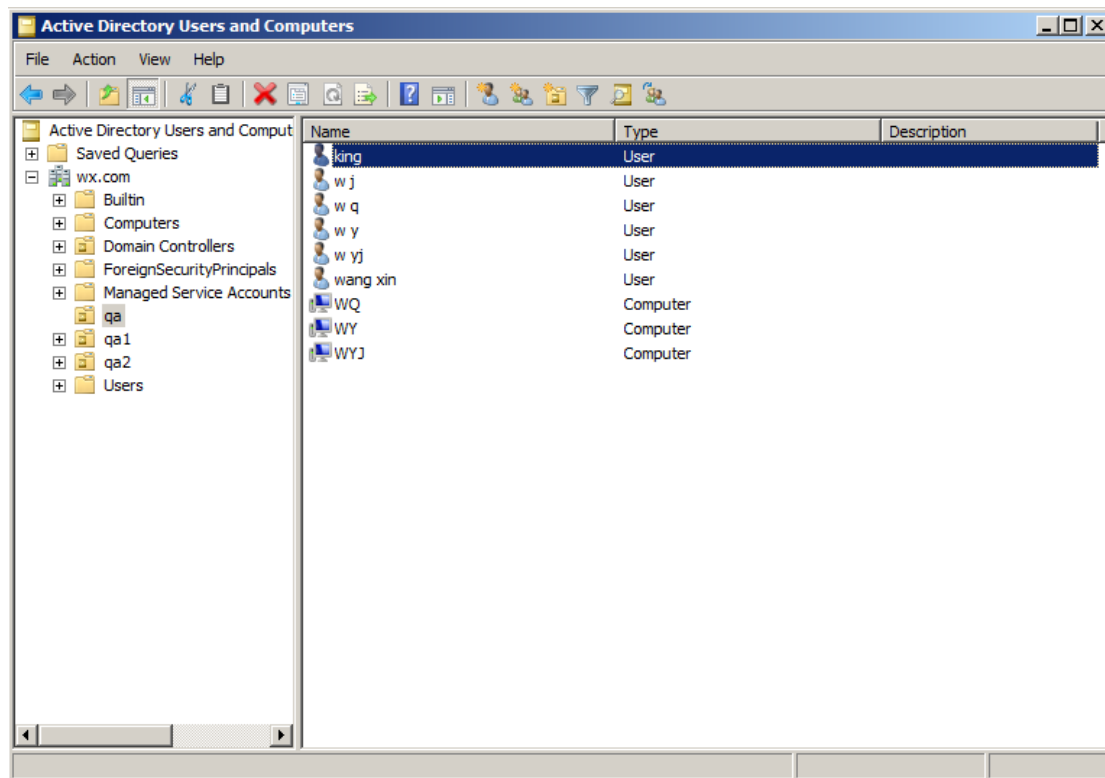 Active Directory Users and Computers
File Action View Help
Active Directory Users and Comput
Saved Queries
wx.com
Builtin
Computers
Domain Controllers
ForeignSecurityPrincipals
Managed Service Accounts
qa
qa1
qa2
Users
Name Type Description
king User
w j User
w q User
w y User
w yj User
wang xin User
WQ Computer
WY Computer
WYJ Computer